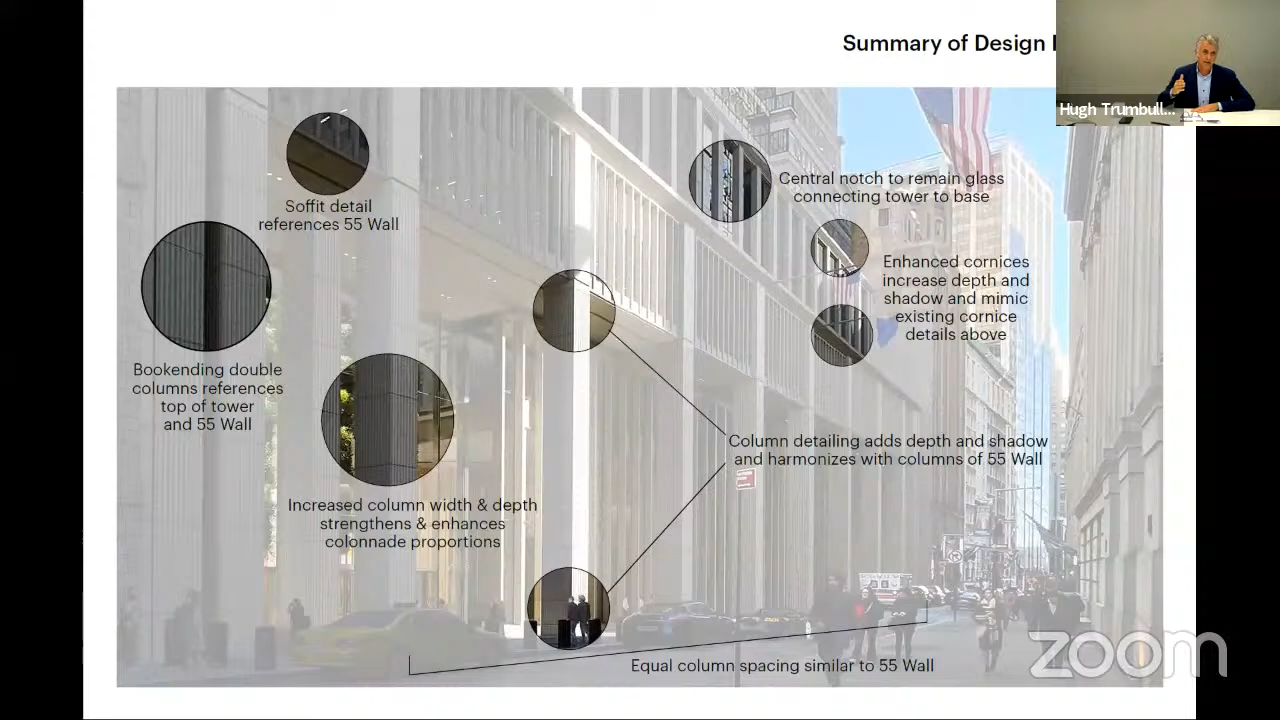 Summary of Design
Hugh Trumbull...
Soffit detail
references 55 Wall
Central notch to remain glass
connecting tower to base
Enhanced cornices
increase depth and
shadow and mimic
existing cornice
details above
Bookending double
columns references
top of tower
and 55 Wall
Column detailing adds depth and shadow
and harmonizes with columns of 55 Wall
Increased column width & depth
strengthens & enhances
colonnade proportions
Equal column spacing similar to 55 Wall
zoom